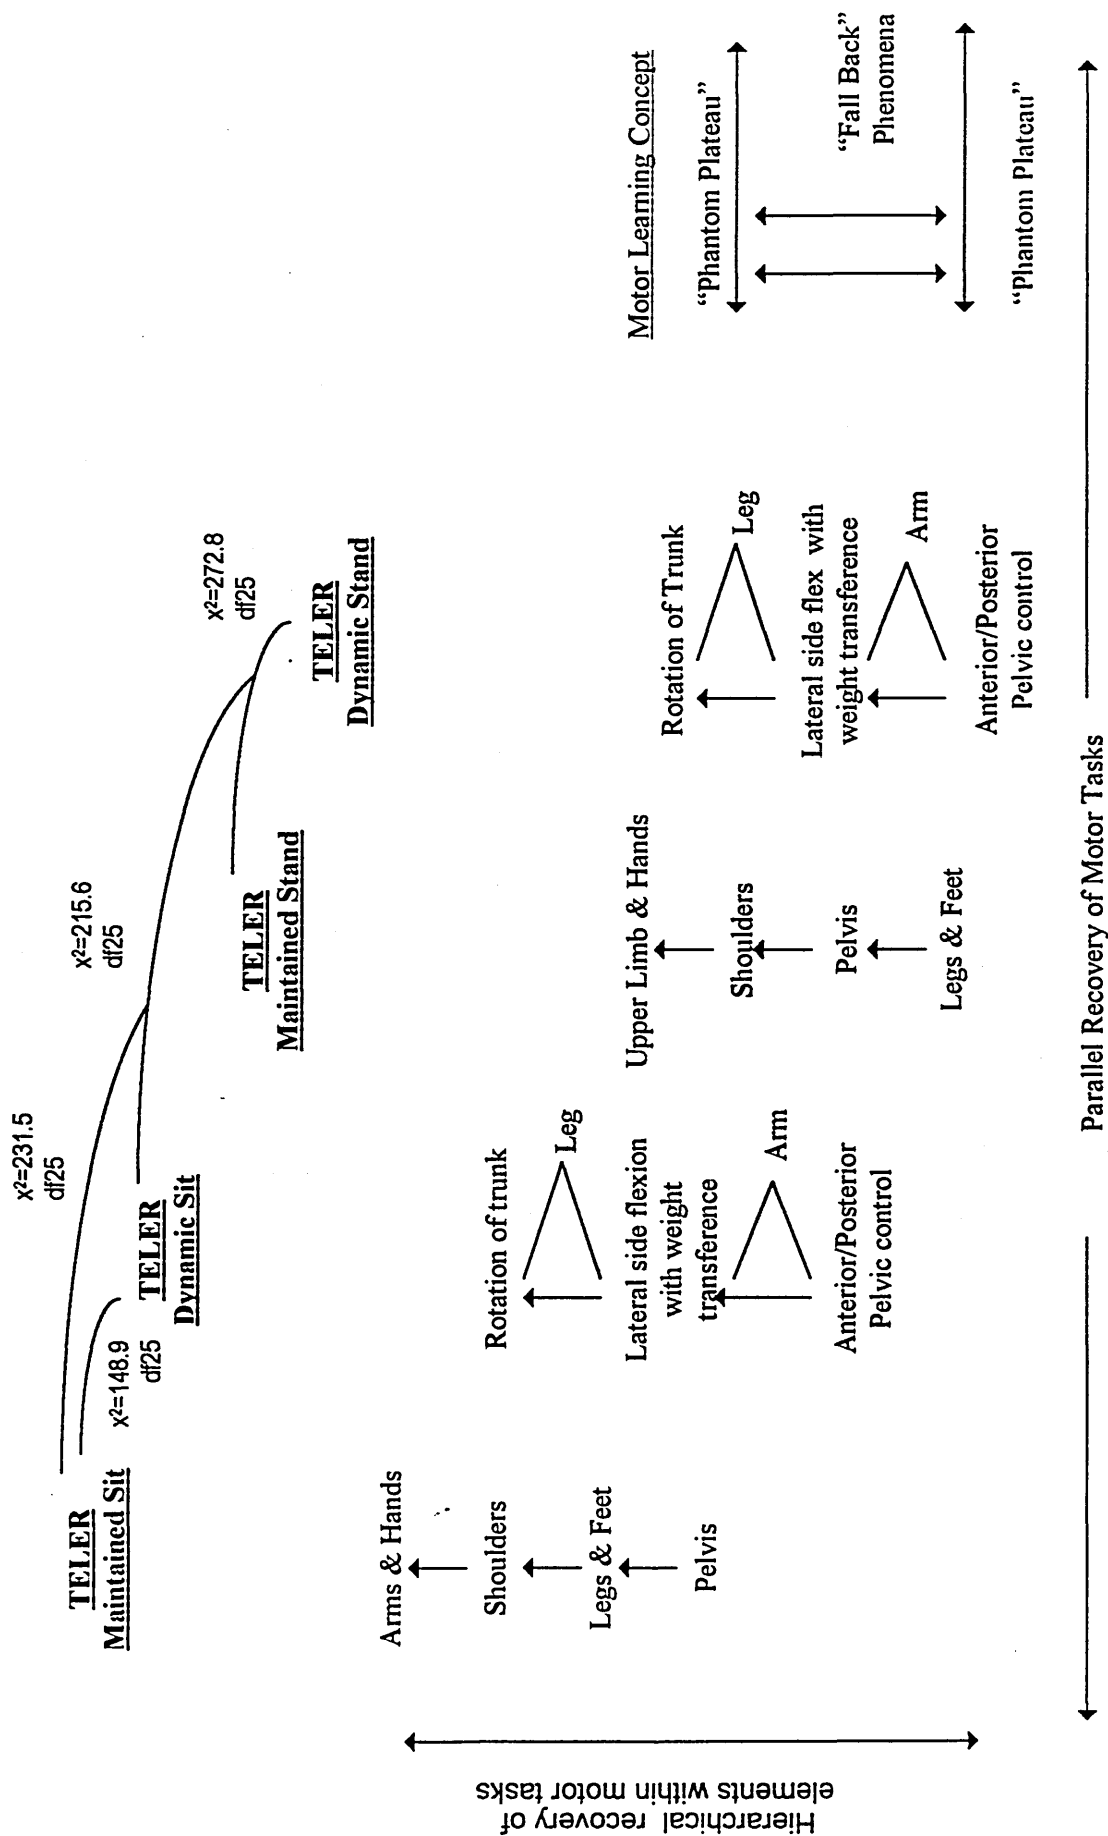 χ²=231.5
df25
χ²=215.6
df25
χ²=272.8
df25
χ²=148.9
df25
TELER
Maintained Sit
TELER
Dynamic Sit
TELER
Maintained Stand
TELER
Dynamic Stand
Hierarchical recovery of
elements within motor tasks
Arms & Hands
Shoulders
Legs & Feet
Pelvis
Rotation of trunk
Leg
Lateral side flexion
with weight
transference
Arm
Anterior/Posterior
Pelvic control
Upper Limb & Hands
Shoulders
Pelvis
Legs & Feet
Rotation of Trunk
Leg
Lateral side flex with
weight transference
Arm
Anterior/Posterior
Pelvic control
Motor Learning Concept
“Phantom Plateau”
“Fall Back”
Phenomena
“Phantom Plateau”
Parallel Recovery of Motor Tasks